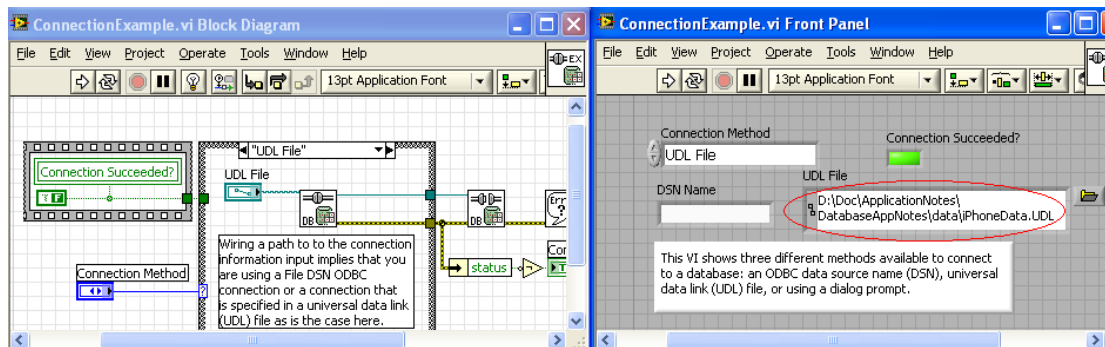 ConnectionExample.vi Block Diagram
File Edit View Project Operate Tools Window Help
13pt Application Font
EX
Connection Succeeded?
F
"UDL File"
UDL File
DB
Wiring a path to to the connection
information input implies that you
are using a File DSN ODBC
connection or a connection that
is specified in a universal data link
(UDL) file as is the case here.
Connection Method
?
status
Con
T
ConnectionExample.vi Front Panel
File Edit View Project Operate Tools Window Help
13pt Application Font
Connection Method
UDL File
Connection Succeeded?
DSN Name
UDL File
D:\Doc\ApplicationNotes\
DatabaseAppNotes\data\iPhoneData.UDL
This VI shows three different methods available to connect
to a database: an ODBC data source name (DSN), universal
data link (UDL) file, or using a dialog prompt.